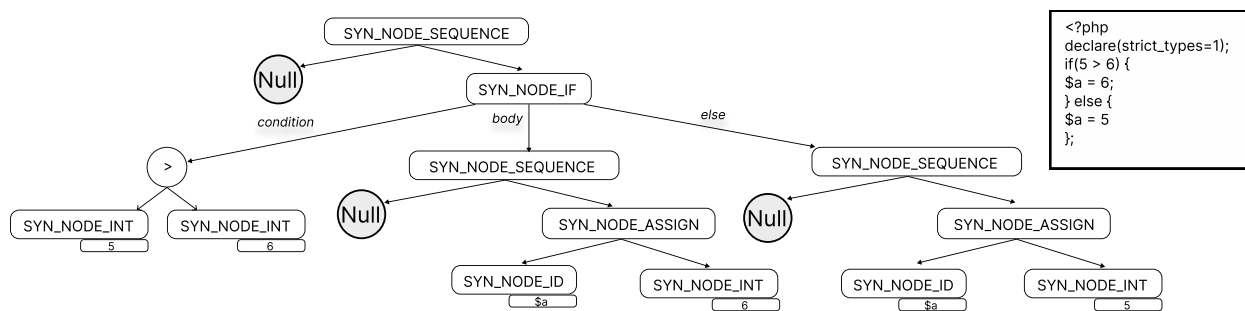 SYN_NODE_SEQUENCE
Null
SYN_NODE_IF
condition
body
else
>
SYN_NODE_SEQUENCE
SYN_NODE_SEQUENCE
SYN_NODE_INT
5
SYN_NODE_INT
6
Null
SYN_NODE_ASSIGN
Null
SYN_NODE_ASSIGN
SYN_NODE_ID
$a
SYN_NODE_INT
6
SYN_NODE_ID
$a
SYN_NODE_INT
5
<?php
declare(strict_types=1);
if(5 > 6) {
$a = 6;
} else {
$a = 5
};